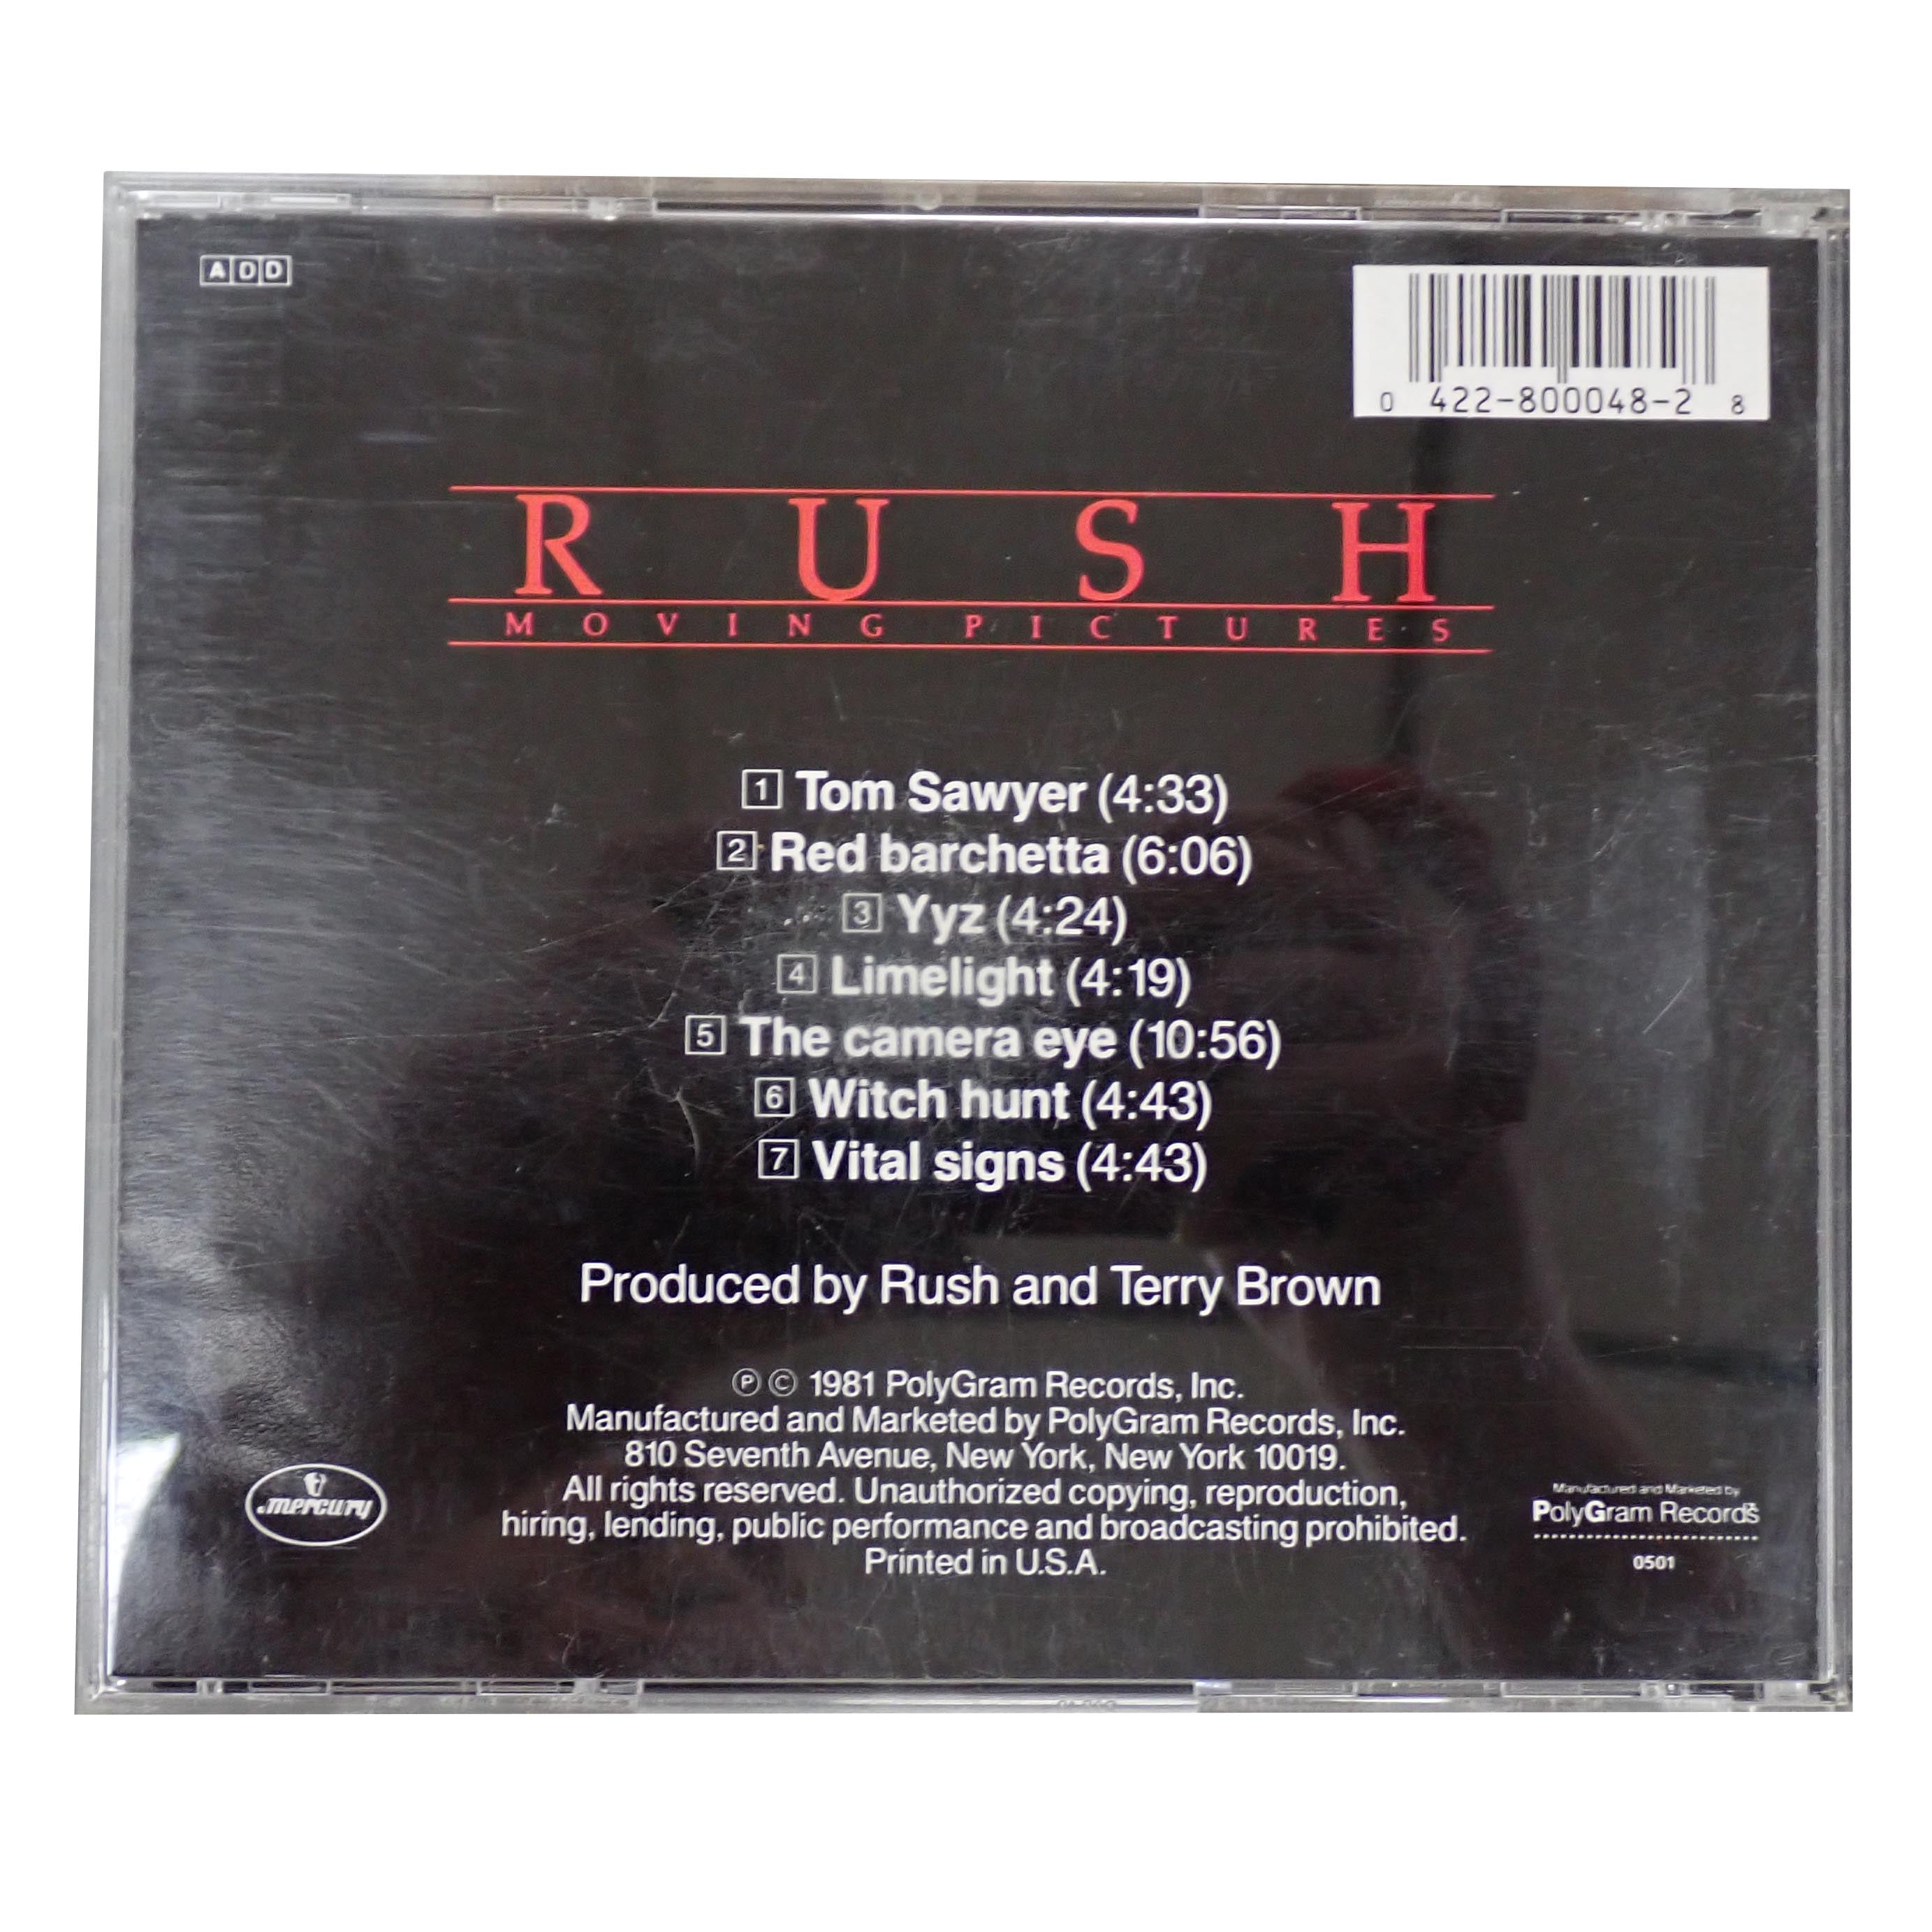 ADD
0 422-800048-2 8
RUSH
MOVING PICTURES
1 Tom Sawyer (4:33)
2 Red barchetta (6:06)
3 Yyz (4:24)
4 Limelight (4:19)
5 The camera eye (10:56)
6 Witch hunt (4:43)
7 Vital signs (4:43)
Produced by Rush and Terry Brown
℗ © 1981 PolyGram Records, Inc.
Manufactured and Marketed by PolyGram Records, Inc.
810 Seventh Avenue, New York, New York 10019.
All rights reserved. Unauthorized copying, reproduction,
hiring, lending, public performance and broadcasting prohibited.
Printed in U.S.A.
mercury
Manufactured and Marketed by
PolyGram Records
0501